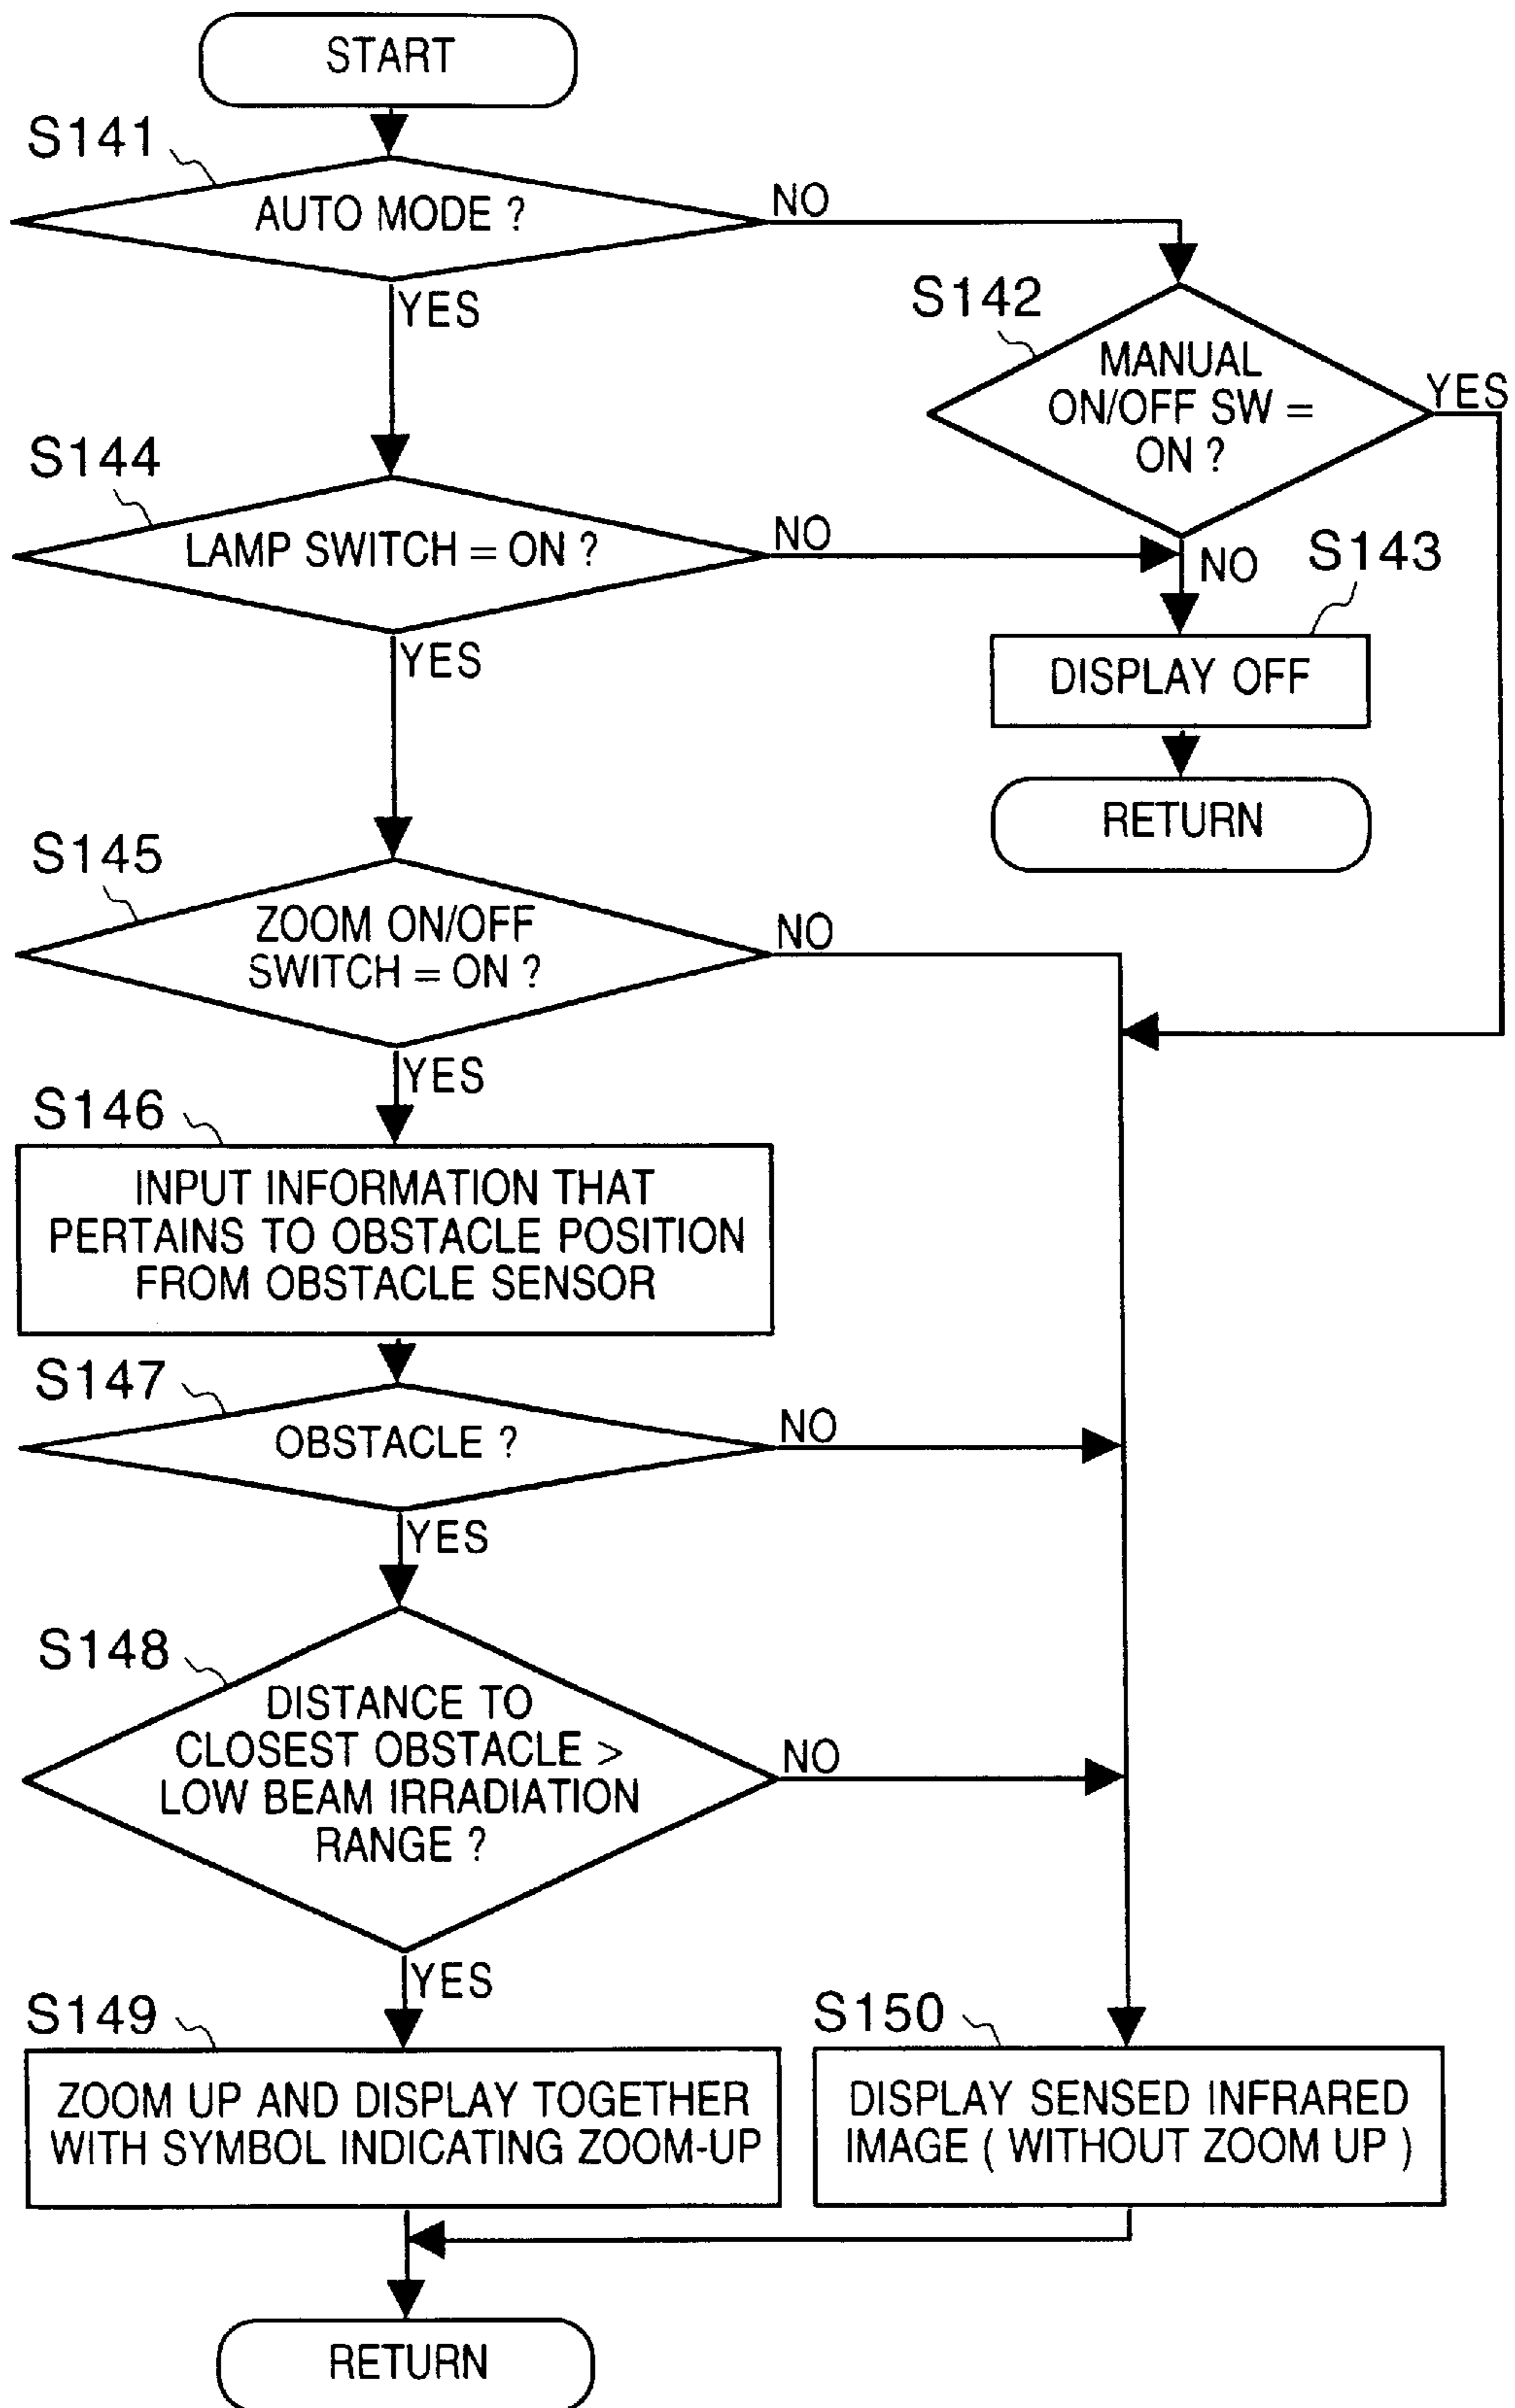 START
S141
AUTO MODE ?
NO
YES
S142
MANUAL
ON/OFF SW =
ON ?
YES
S144
LAMP SWITCH = ON ?
NO
NO
S143
YES
DISPLAY OFF
RETURN
S145
ZOOM ON/OFF
SWITCH = ON ?
NO
YES
S146
INPUT INFORMATION THAT
PERTAINS TO OBSTACLE POSITION
FROM OBSTACLE SENSOR
S147
OBSTACLE ?
NO
YES
S148
DISTANCE TO
CLOSEST OBSTACLE >
LOW BEAM IRRADIATION
RANGE ?
NO
YES
S149
ZOOM UP AND DISPLAY TOGETHER
WITH SYMBOL INDICATING ZOOM-UP
S150
DISPLAY SENSED INFRARED
IMAGE ( WITHOUT ZOOM UP )
RETURN